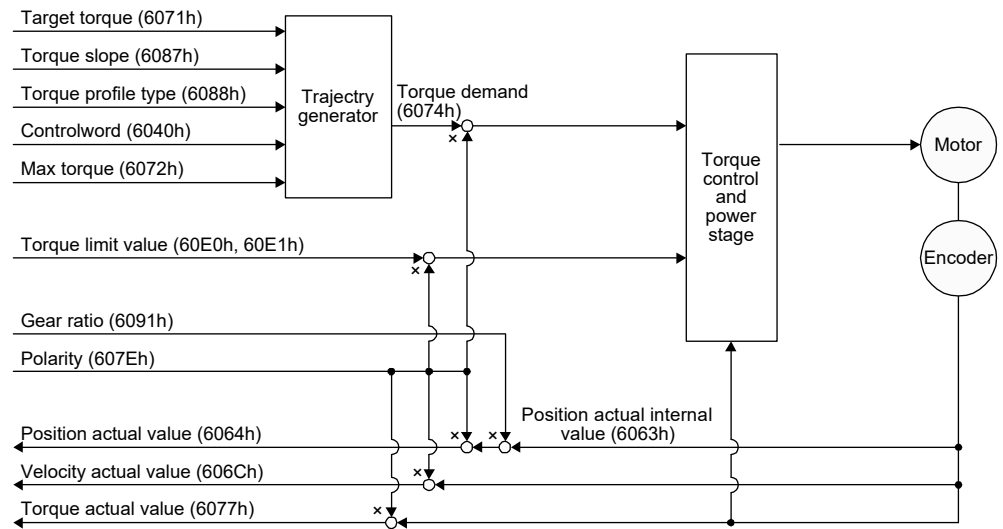 Target torque (6071h)
Torque slope (6087h)
Torque profile type (6088h)
Controlword (6040h)
Max torque (6072h)
Trajectry
generator
Torque demand
(6074h)
×
Torque
control
and
power
stage
Motor
Encoder
Torque limit value (60E0h, 60E1h)
×
Gear ratio (6091h)
Polarity (607Eh)
Position actual internal
value (6063h)
Position actual value (6064h)
×
×
Velocity actual value (606Ch)
×
Torque actual value (6077h)
×